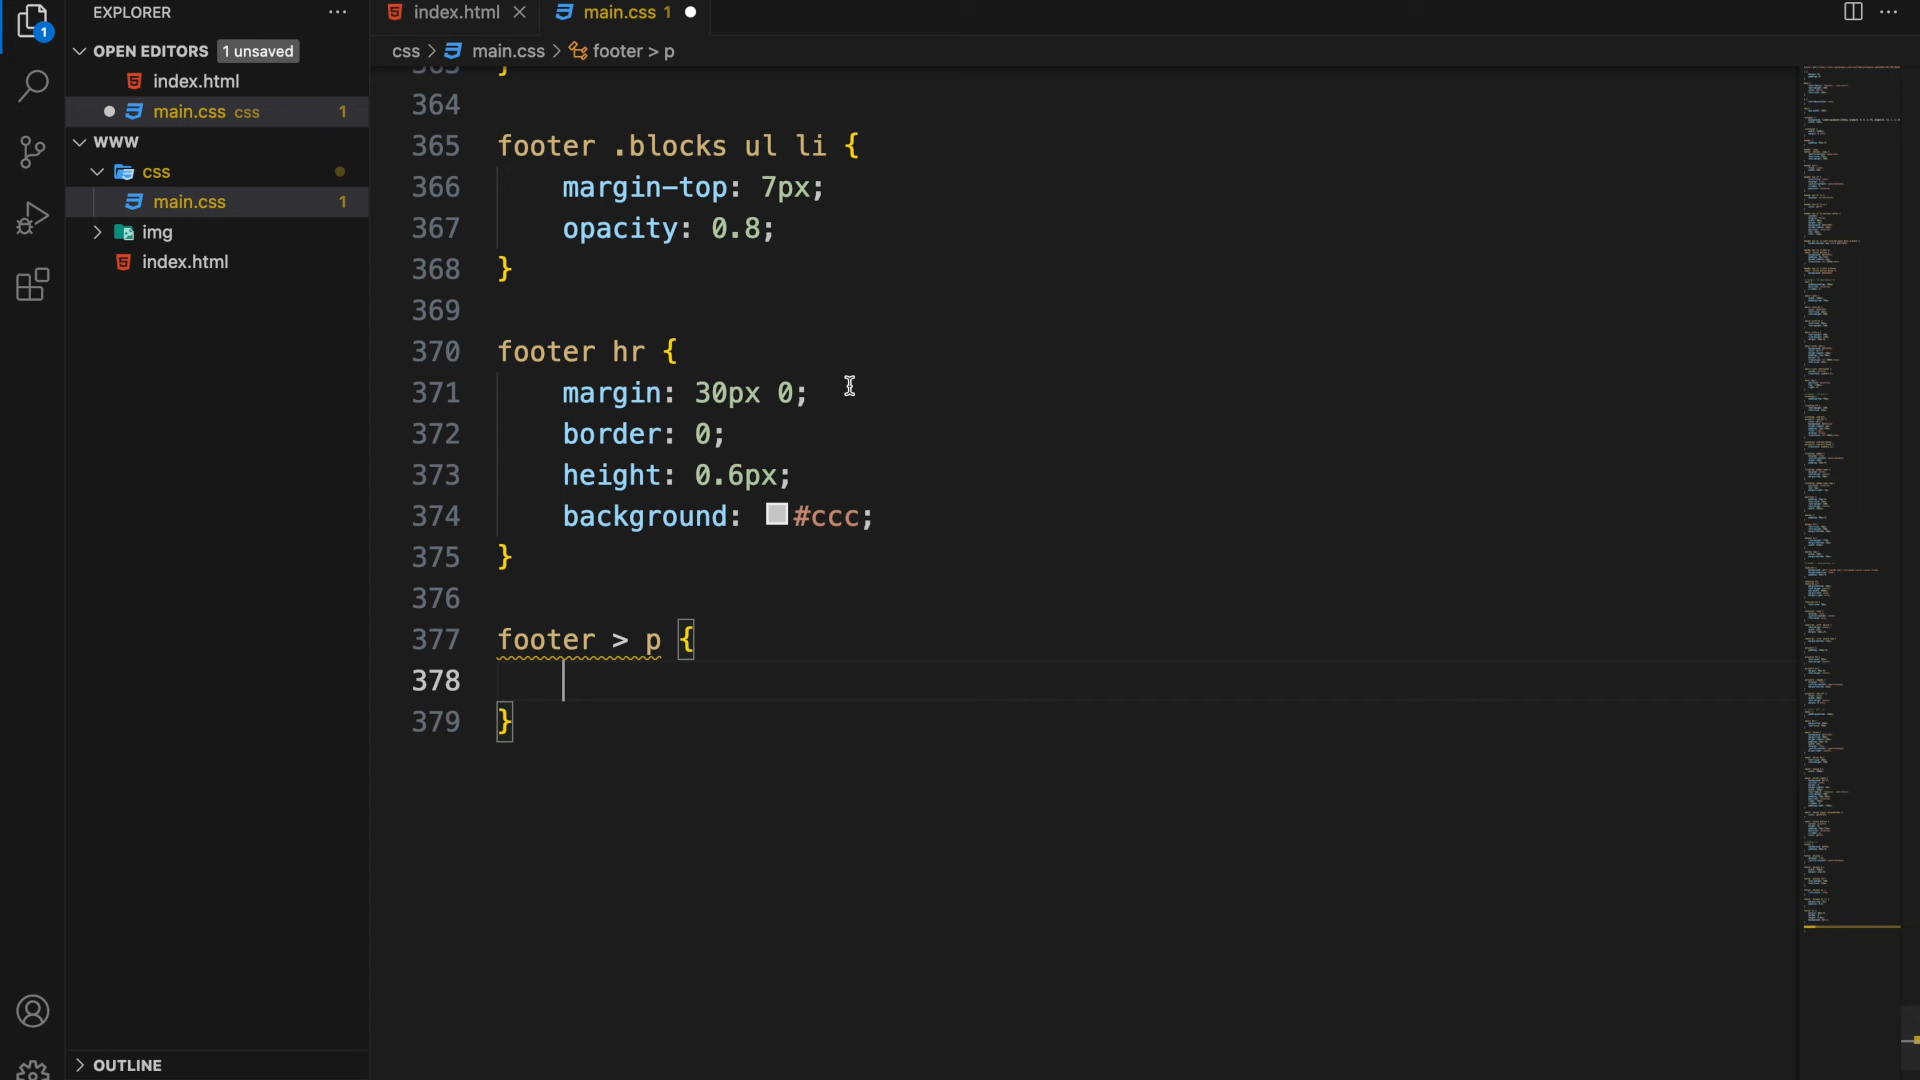 EXPLORER
1
OPEN EDITORS 1 unsaved
index.html
main.css css 1
WWW
css
main.css 1
img
index.html
OUTLINE
index.html
main.css 1
css > main.css > footer > p
363 }
364
365 footer .blocks ul li {
366 margin-top: 7px;
367 opacity: 0.8;
368 }
369
370 footer hr {
371 margin: 30px 0;
372 border: 0;
373 height: 0.6px;
374 background: #ccc;
375 }
376
377 footer > p {
378
379 }